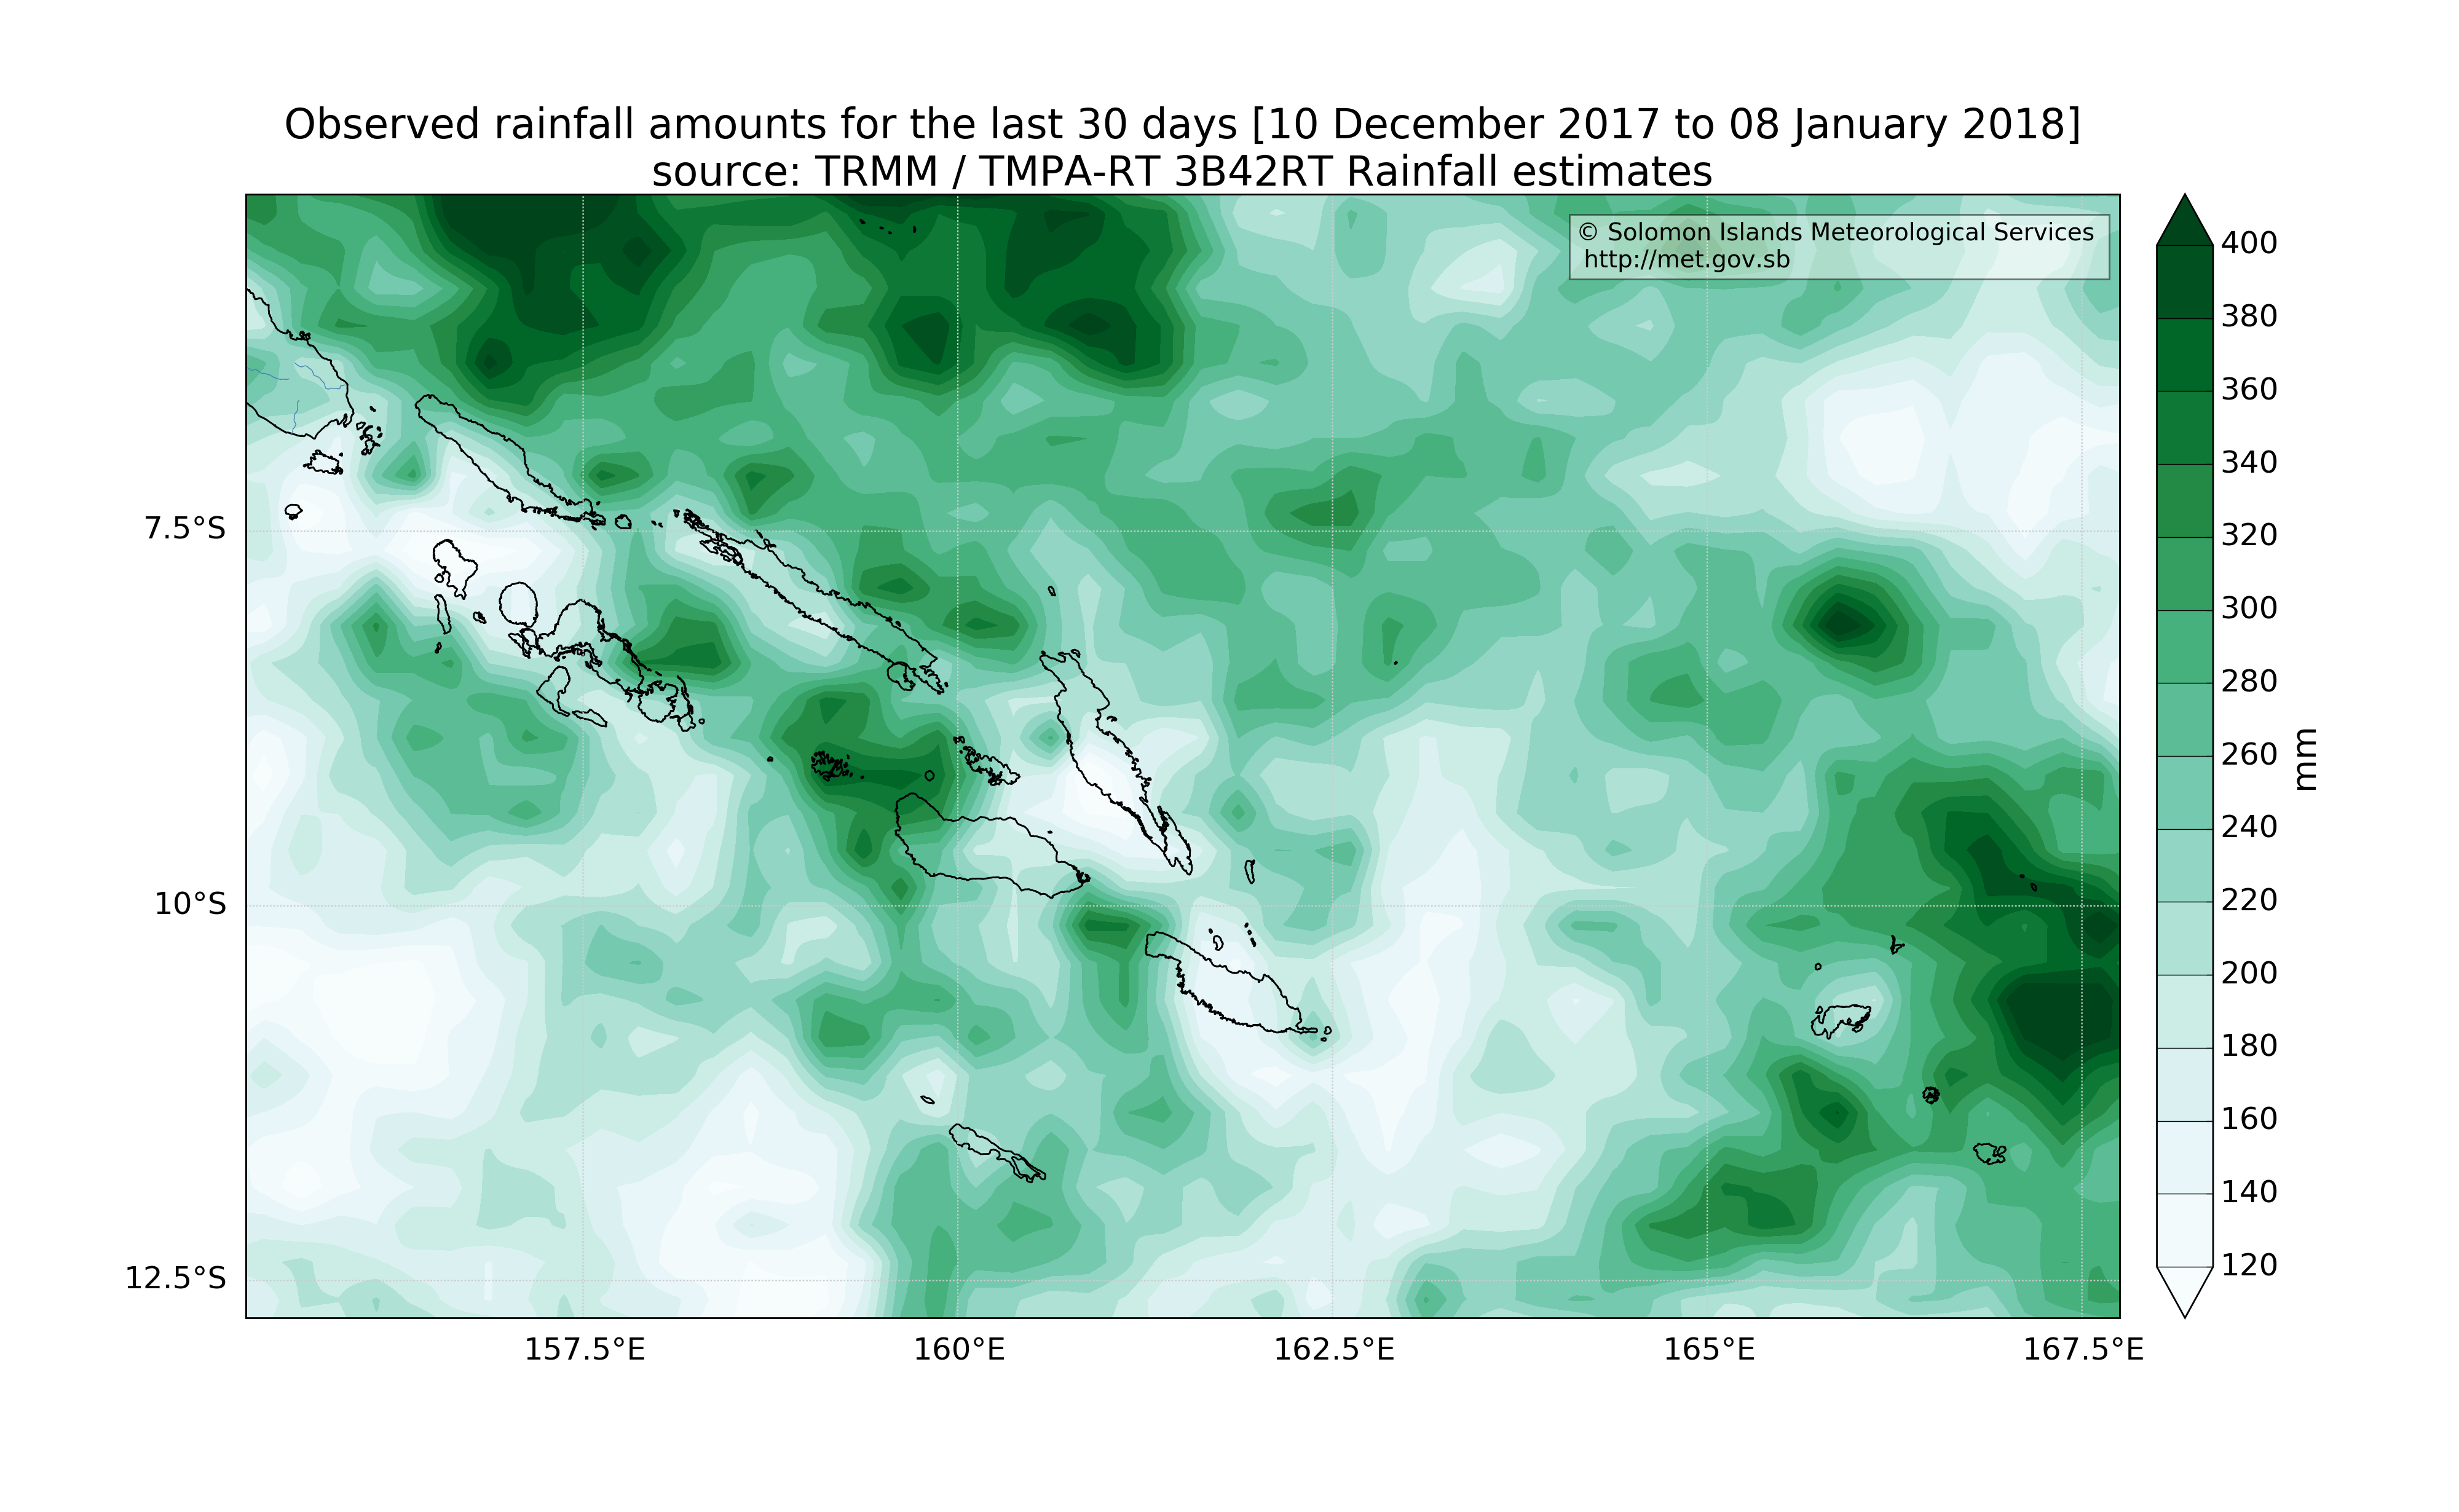 Observed rainfall amounts for the last 30 days [10 December 2017 to 08 January 2018]
source: TRMM / TMPA-RT 3B42RT Rainfall estimates
© Solomon Islands Meteorological Services
http://met.gov.sb
7.5°S
10°S
12.5°S
157.5°E
160°E
162.5°E
165°E
167.5°E
400
380
360
340
320
300
280
260
240
220
200
180
160
140
120
mm